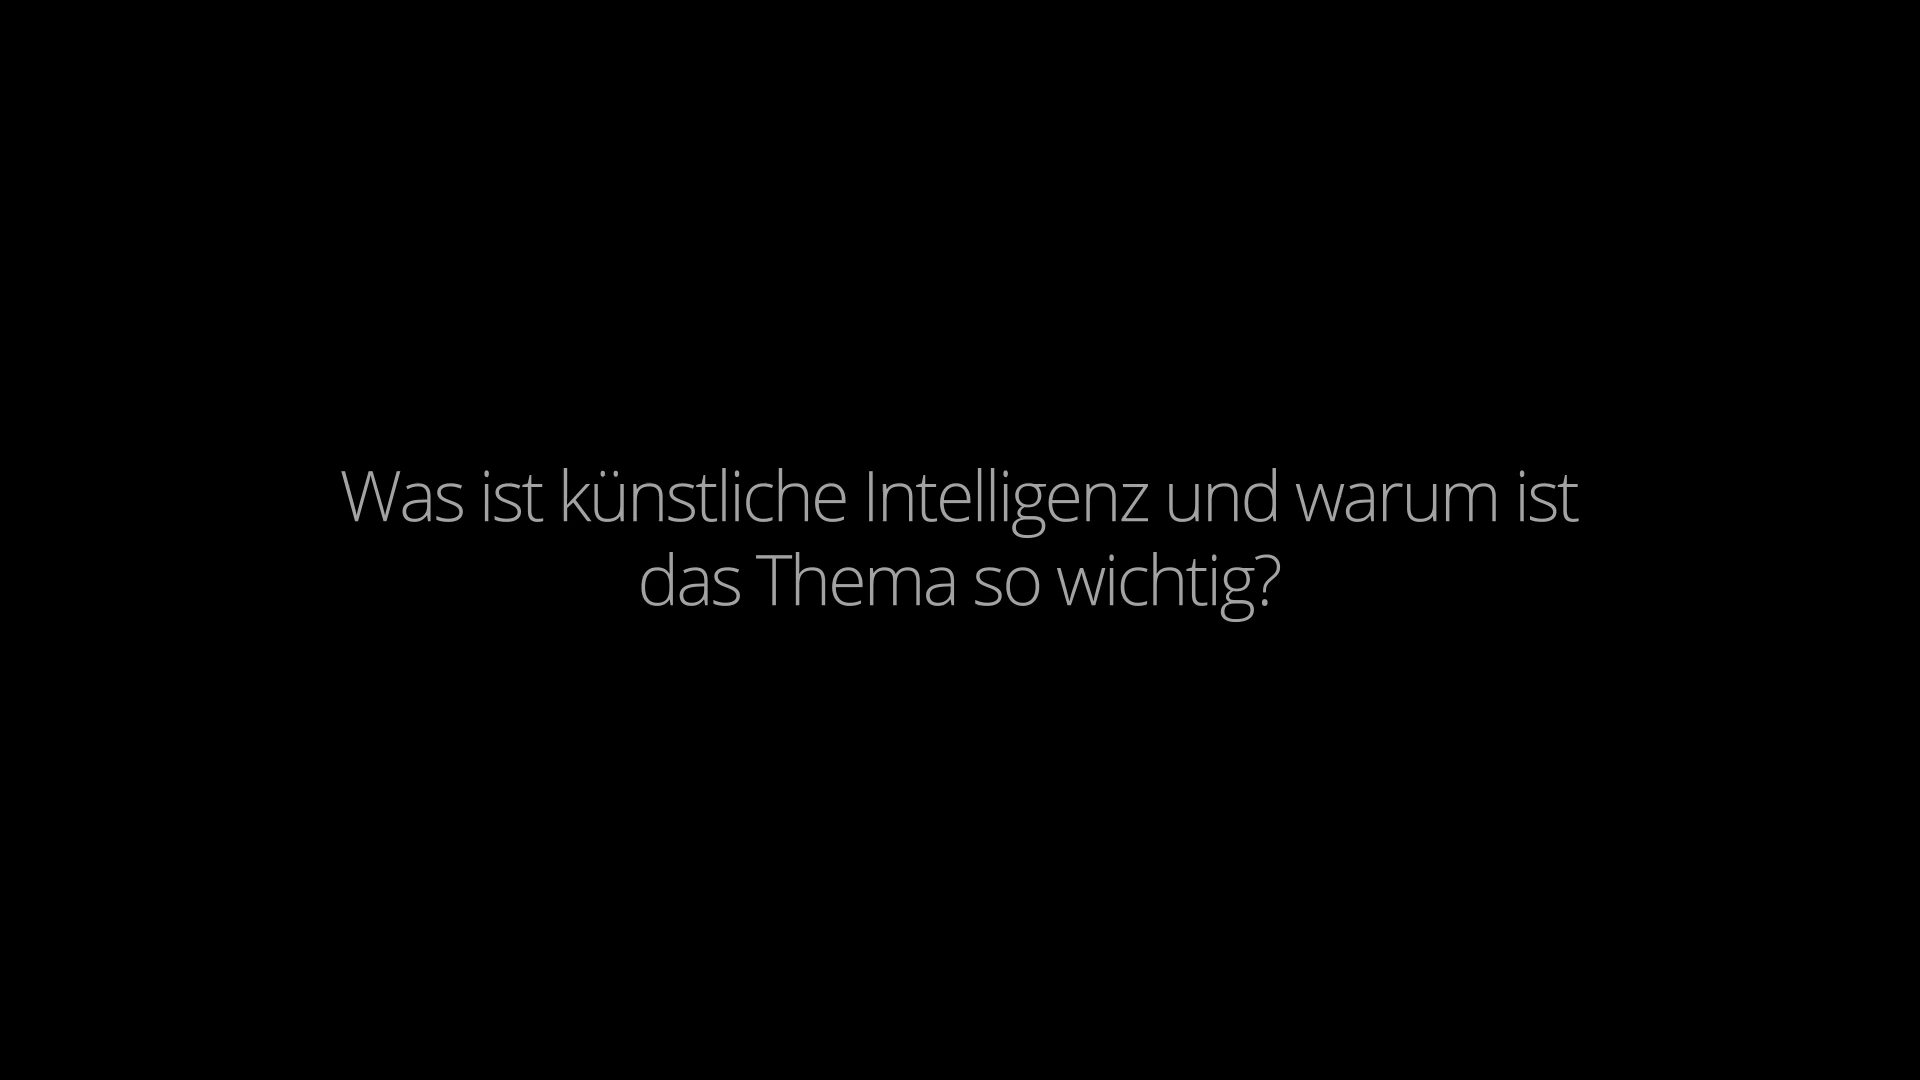 Was ist künstliche Intelligenz und warum ist
das Thema so wichtig?